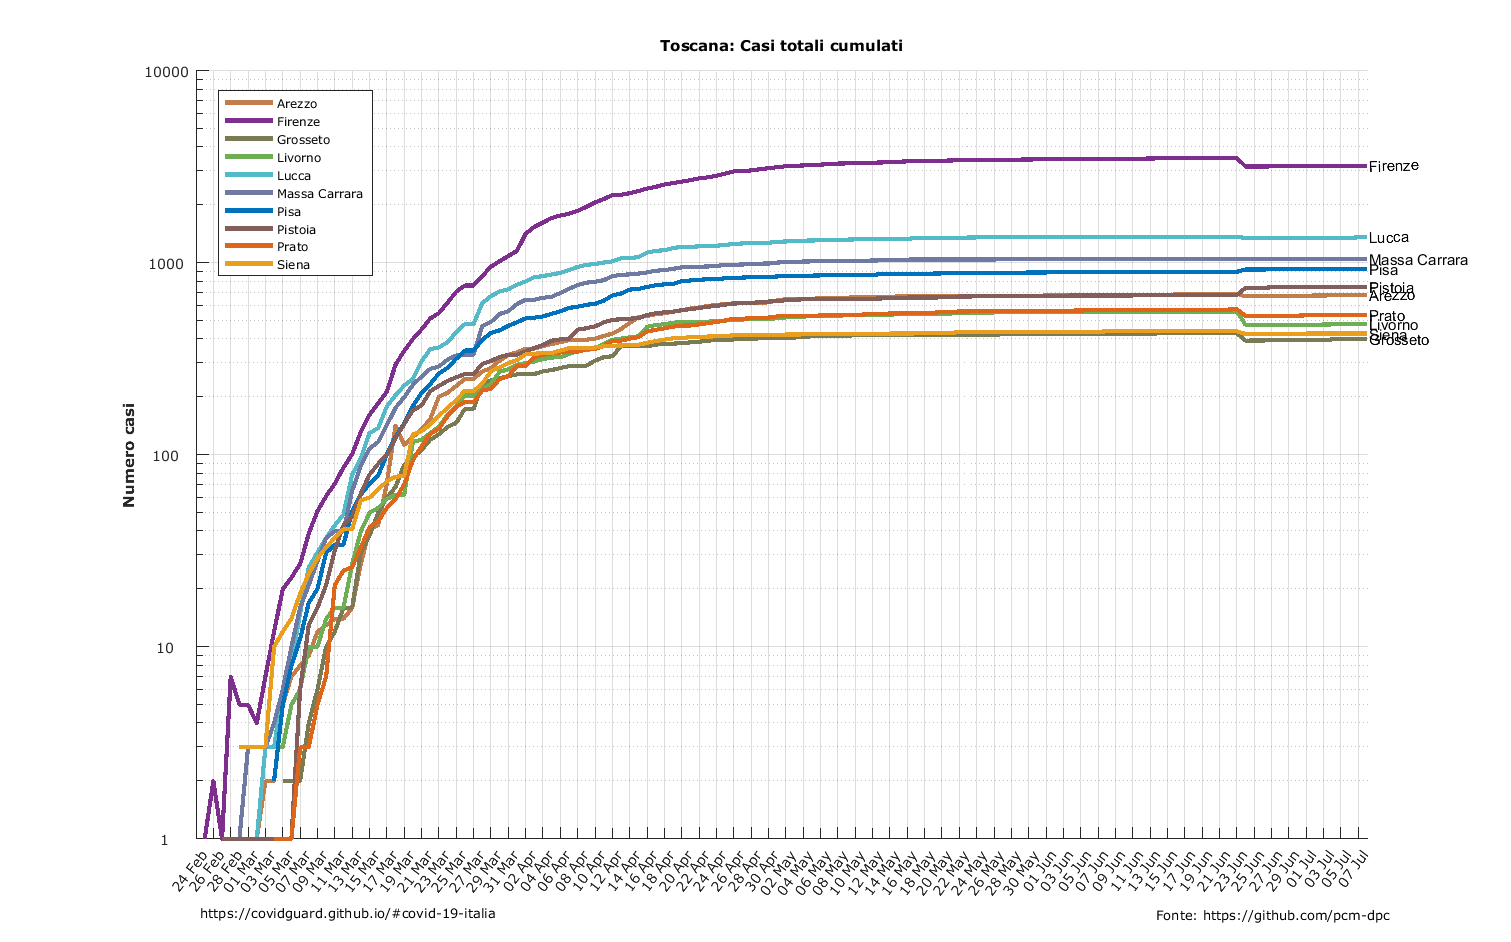 Toscana: Casi totali cumulati
10000
1000
100
10
1
Numero casi
Arezzo
Firenze
Grosseto
Livorno
Lucca
Massa Carrara
Pisa
Pistoia
Prato
Siena
Firenze
Lucca
Massa Carrara
Pisa
Pistoia
Arezzo
Prato
Livorno
Siena
Grosseto
24 Feb
26 Feb
28 Feb
01 Mar
03 Mar
05 Mar
07 Mar
09 Mar
11 Mar
13 Mar
15 Mar
17 Mar
19 Mar
21 Mar
23 Mar
25 Mar
27 Mar
29 Mar
31 Mar
02 Apr
04 Apr
06 Apr
08 Apr
10 Apr
12 Apr
14 Apr
16 Apr
18 Apr
20 Apr
22 Apr
24 Apr
26 Apr
28 Apr
30 Apr
02 May
04 May
06 May
08 May
10 May
12 May
14 May
16 May
18 May
20 May
22 May
24 May
26 May
28 May
30 May
01 Jun
03 Jun
05 Jun
07 Jun
09 Jun
11 Jun
13 Jun
15 Jun
17 Jun
19 Jun
21 Jun
23 Jun
25 Jun
27 Jun
29 Jun
01 Jul
03 Jul
05 Jul
07 Jul
https://covidguard.github.io/#covid-19-italia
Fonte: https://github.com/pcm-dpc